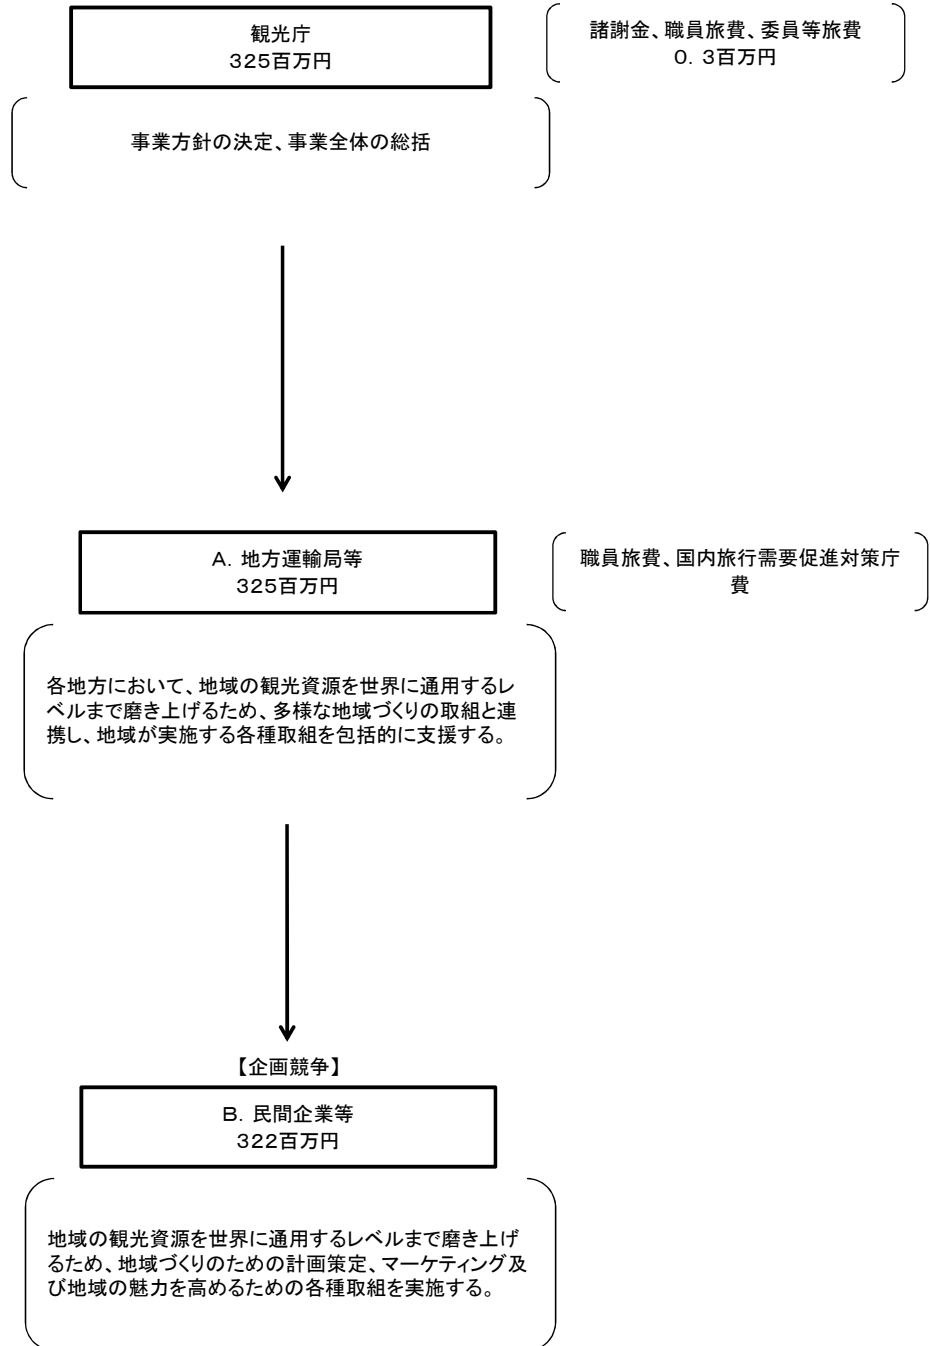 観光庁
325百万円
諸謝金、職員旅費、委員等旅費
０．３百万円
事業方針の決定、事業全体の総括
Ａ．地方運輸局等
325百万円
職員旅費、国内旅行需要促進対策庁
費
各地方において、地域の観光資源を世界に通用するレ
ベルまで磨き上げるため、多様な地域づくりの取組と連
携し、地域が実施する各種取組を包括的に支援する。
【企画競争】
Ｂ．民間企業等
322百万円
地域の観光資源を世界に通用するレベルまで磨き上げ
るため、地域づくりのための計画策定、マーケティング及
び地域の魅力を高めるための各種取組を実施する。